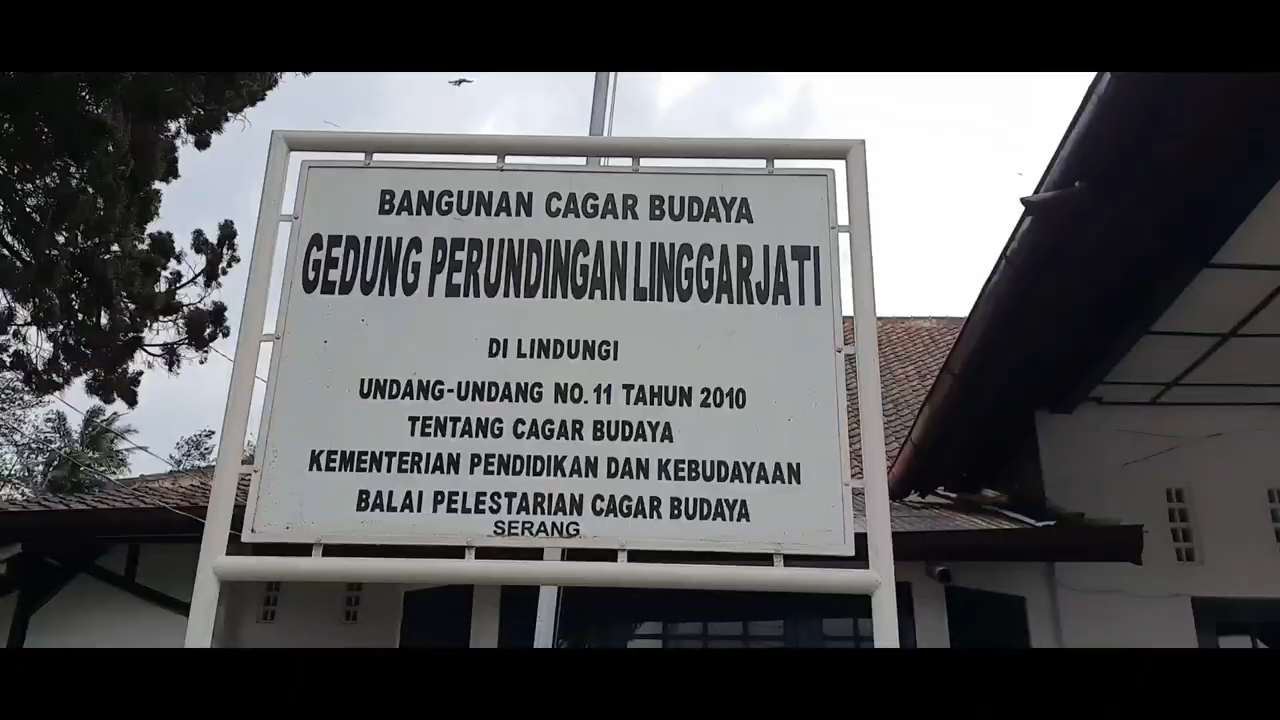 BANGUNAN CAGAR BUDAYA
GEDUNG PERUNDINGAN LINGGARJATI
DI LINDUNGI
UNDANG-UNDANG NO. 11 TAHUN 2010
TENTANG CAGAR BUDAYA
KEMENTERIAN PENDIDIKAN DAN KEBUDAYAAN
BALAI PELESTARIAN CAGAR BUDAYA
SERANG